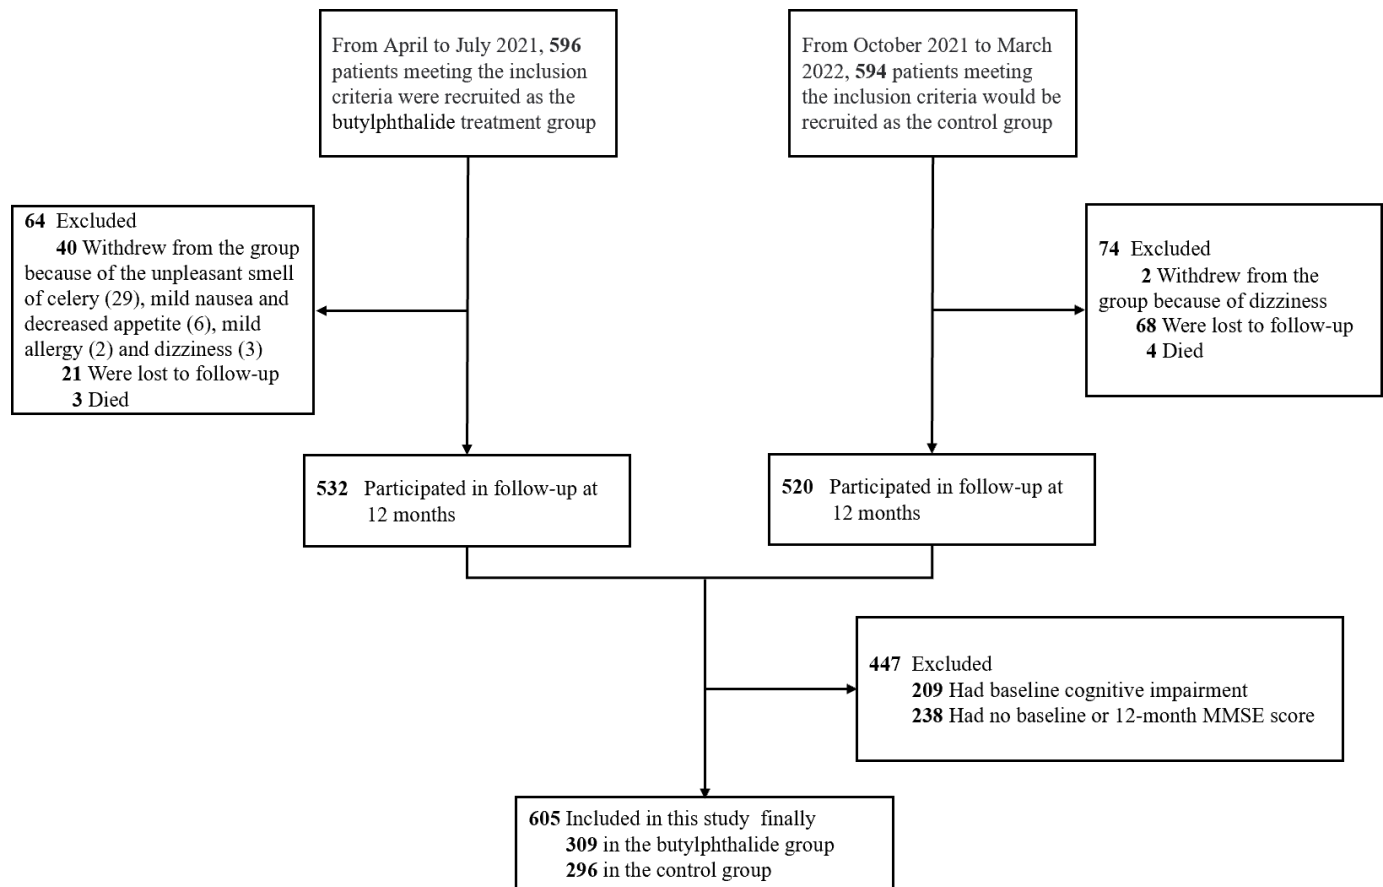 From April to July 2021, 596
patients meeting the inclusion
criteria were recruited as the
butylphthalide treatment group
From October 2021 to March
2022, 594 patients meeting
the inclusion criteria would be
recruited as the control group
64 Excluded
40 Withdrew from the group
because of the unpleasant smell
of celery (29), mild nausea and
decreased appetite (6), mild
allergy (2) and dizziness (3)
21 Were lost to follow-up
3 Died
74 Excluded
2 Withdrew from the
group because of dizziness
68 Were lost to follow-up
4 Died
532 Participated in follow-up at
12 months
520 Participated in follow-up at
12 months
447 Excluded
209 Had baseline cognitive impairment
238 Had no baseline or 12-month MMSE score
605 Included in this study finally
309 in the butylphthalide group
296 in the control group